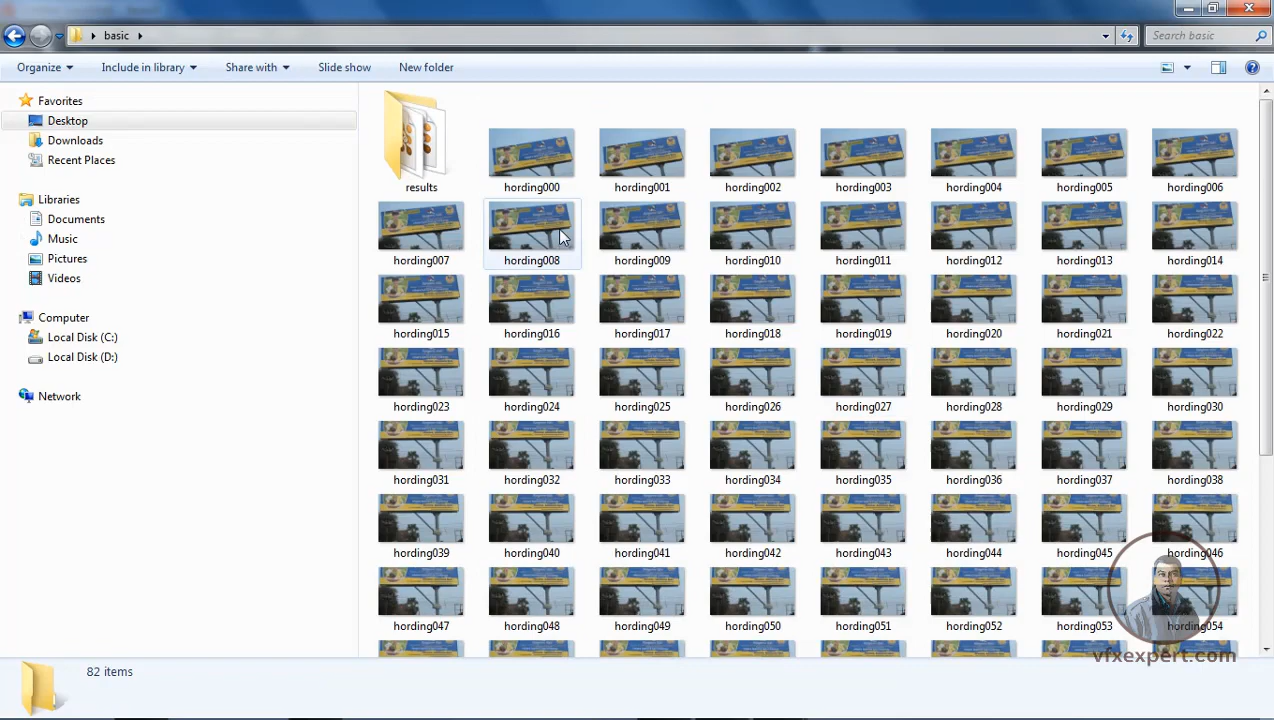 basic
Search basic
Organize Include in library Share with Slide show New folder
Favorites
Desktop
Downloads
Recent Places
Libraries
Documents
Music
Pictures
Videos
Computer
Local Disk (C:)
Local Disk (D:)
Network
results hording000 hording001 hording002 hording003 hording004 hording005 hording006
hording007 hording008 hording009 hording010 hording011 hording012 hording013 hording014
hording015 hording016 hording017 hording018 hording019 hording020 hording021 hording022
hording023 hording024 hording025 hording026 hording027 hording028 hording029 hording030
hording031 hording032 hording033 hording034 hording035 hording036 hording037 hording038
hording039 hording040 hording041 hording042 hording043 hording044 hording045 hording046
hording047 hording048 hording049 hording050 hording051 hording052 hording053 hording054
vfxexpert.com
82 items